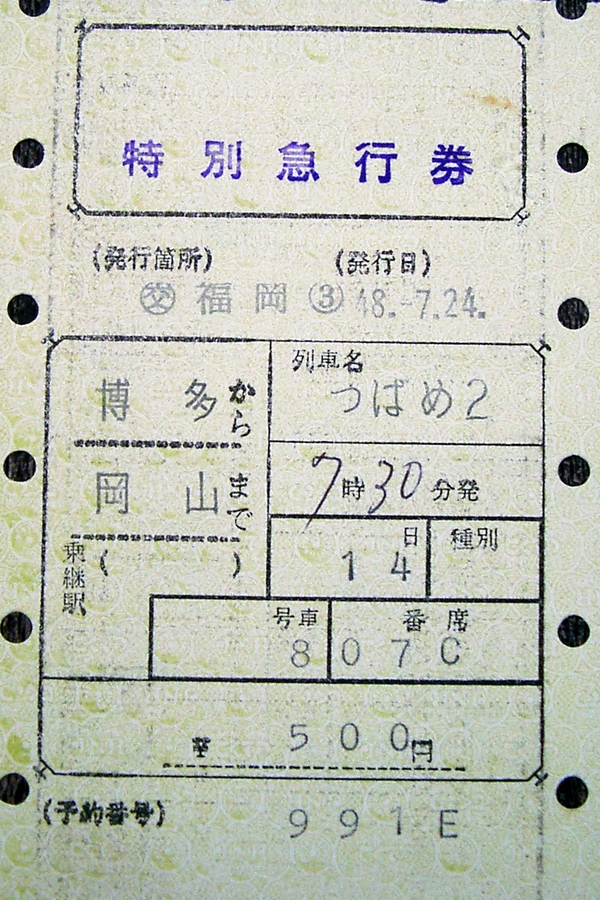 特別急行券
(発行箇所) (発行日)
交 福岡 3 48.-7.24.
列車名
博多から つばめ2
岡山まで 7時30分発
乗継駅 ( ) 日 種別
14
号車 番席
8 07C
500円
(予約番号) 991E